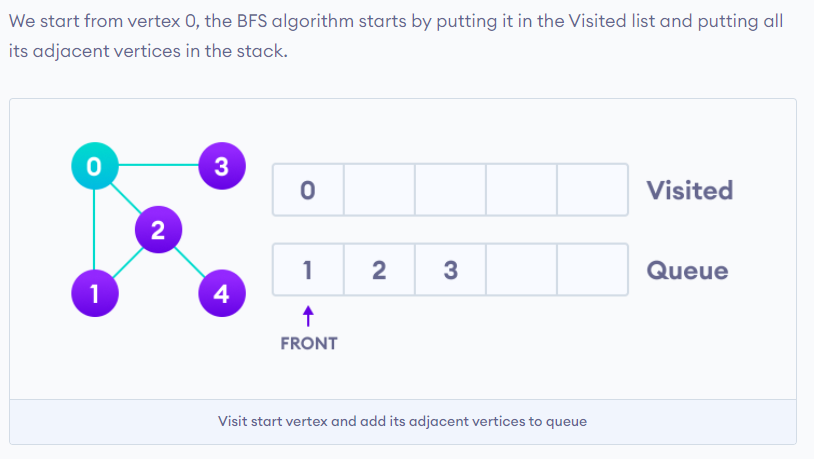 We start from vertex 0, the BFS algorithm starts by putting it in the Visited list and putting all
its adjacent vertices in the stack.
0 3
2
1 4
0 Visited
1 2 3 Queue
FRONT
Visit start vertex and add its adjacent vertices to queue